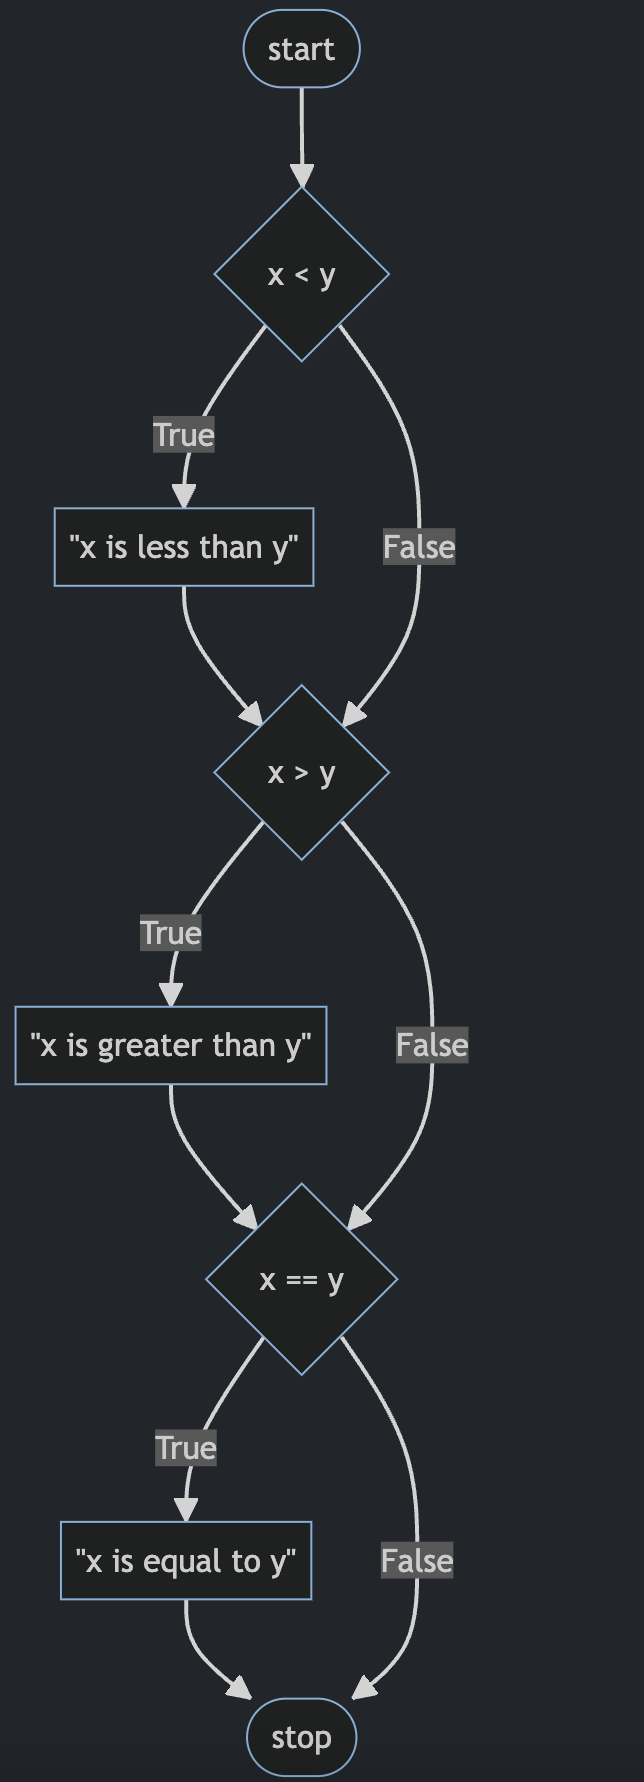 start
x < y
True
"x is less than y"
False
x > y
True
"x is greater than y"
False
x == y
True
"x is equal to y"
False
stop